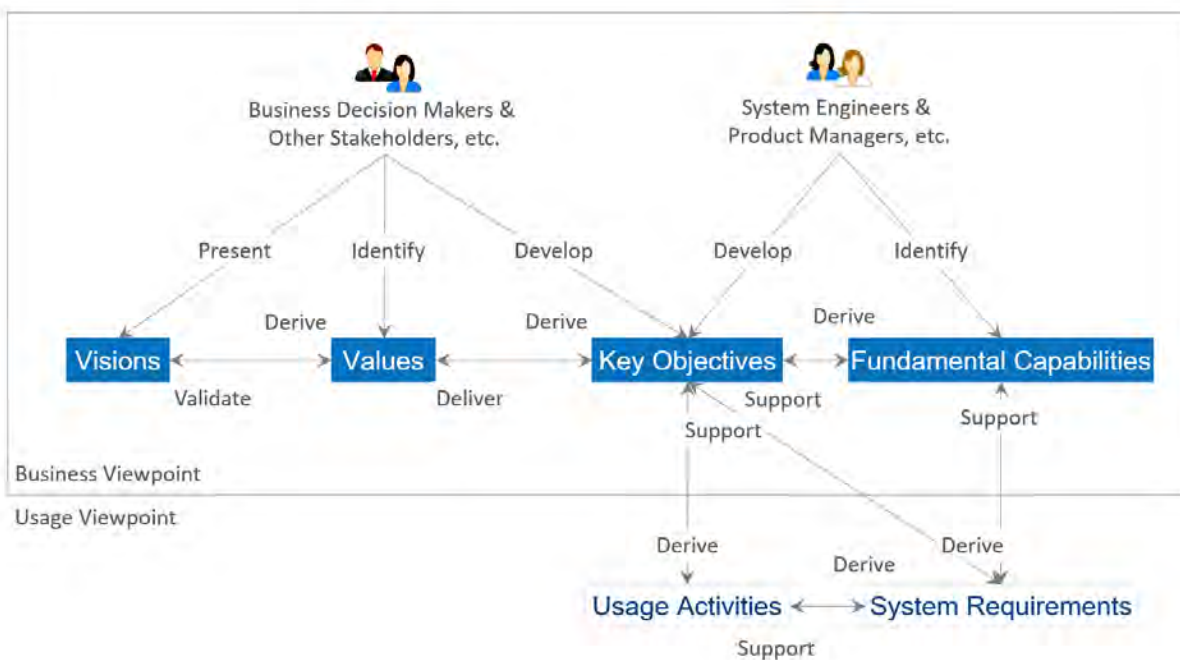 Business Decision Makers &
Other Stakeholders, etc.
System Engineers &
Product Managers, etc.
Present
Identify
Develop
Develop
Identify
Derive
Derive
Derive
Visions
Values
Key Objectives
Fundamental Capabilities
Validate
Deliver
Support
Support
Support
Business Viewpoint
Usage Viewpoint
Derive
Derive
Derive
Usage Activities
System Requirements
Support